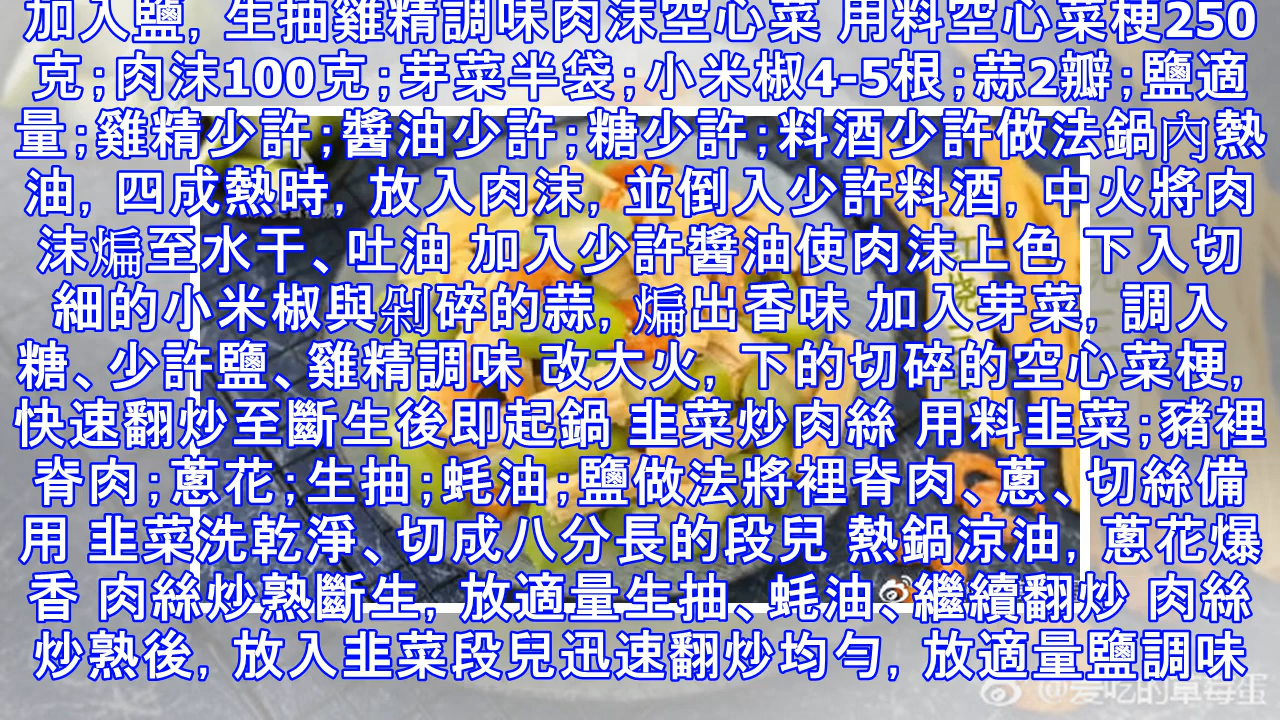 加入鹽, 生抽雞精調味肉沫空心菜 用料空心菜梗250
克;肉沫100克;芽菜半袋;小米椒4-5根;蒜2瓣;鹽適
量;雞精少許;醬油少許;糖少許;料酒少許做法鍋內熱
油, 四成熱時, 放入肉沫, 並倒入少許料酒, 中火將肉
沫煸至水干、吐油 加入少許醬油使肉沫上色 下入切
細的小米椒與剁碎的蒜, 煸出香味 加入芽菜, 調入
糖、少許鹽、雞精調味 改大火, 下的切碎的空心菜梗,
快速翻炒至斷生後即起鍋 韭菜炒肉絲 用料韭菜;豬裡
脊肉;蔥花;生抽;蚝油;鹽做法將裡脊肉、蔥、切絲備
用 韭菜洗乾淨、切成八分長的段兒 熱鍋涼油, 蔥花爆
香 肉絲炒熟斷生, 放適量生抽、蚝油、繼續翻炒 肉絲
炒熟後, 放入韭菜段兒迅速翻炒均勻, 放適量鹽調味
@爱吃的草莓蛋